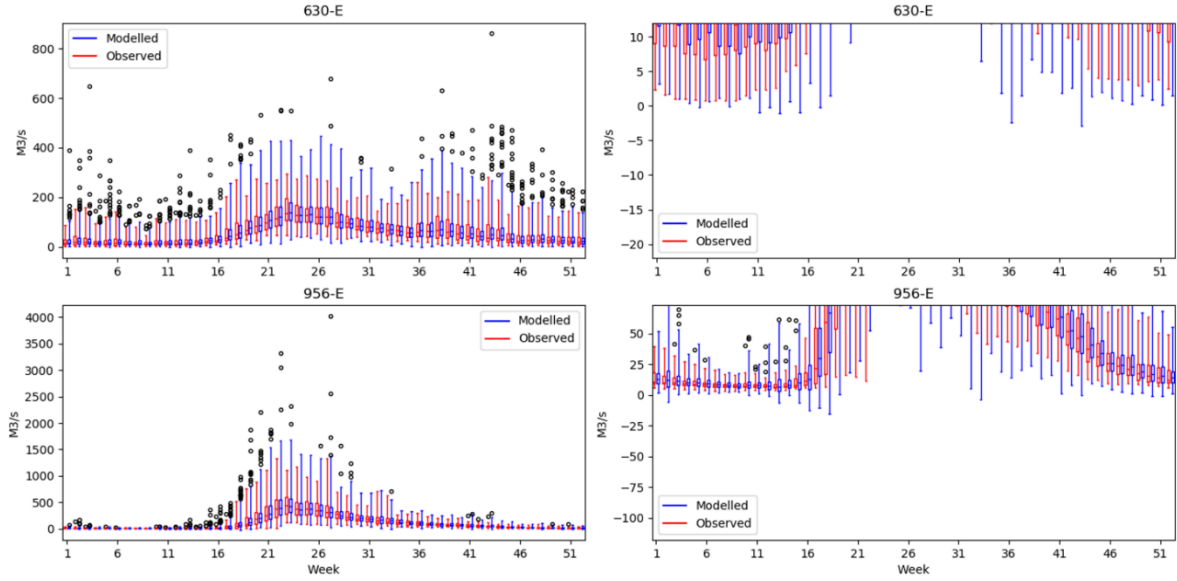 630-E
M3/s
800
600
400
200
0
Modelled
Observed
1 6 11 16 21 26 31 36 41 46 51
630-E
M3/s
10
5
0
−5
−10
−15
−20
Modelled
Observed
1 6 11 16 21 26 31 36 41 46 51
956-E
M3/s
4000
3500
3000
2500
2000
1500
1000
500
0
Modelled
Observed
1 6 11 16 21 26 31 36 41 46 51
Week
956-E
M3/s
50
25
0
−25
−50
−75
−100
Modelled
Observed
1 6 11 16 21 26 31 36 41 46 51
Week